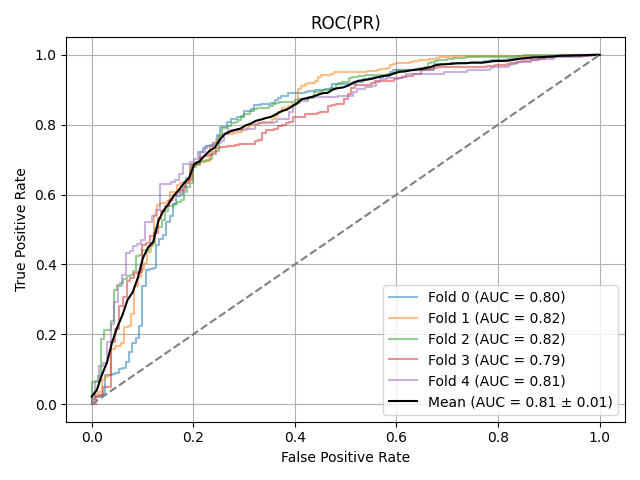 ROC(PR)
True Positive Rate
1.0
0.8
0.6
0.4
0.2
0.0
Fold 0 (AUC = 0.80)
Fold 1 (AUC = 0.82)
Fold 2 (AUC = 0.82)
Fold 3 (AUC = 0.79)
Fold 4 (AUC = 0.81)
Mean (AUC = 0.81 ± 0.01)
0.0 0.2 0.4 0.6 0.8 1.0
False Positive Rate